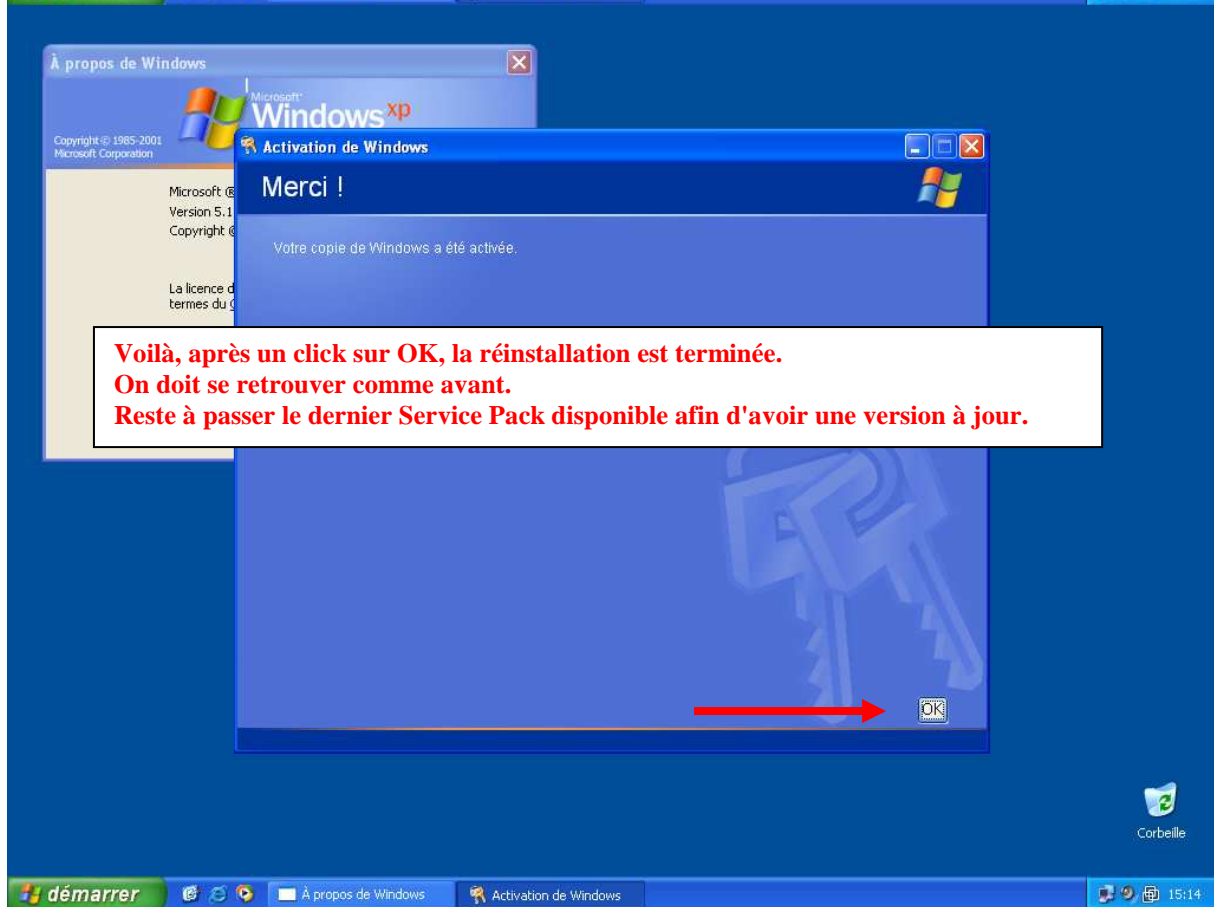 À propos de Windows
Microsoft®
Windows xp
Copyright © 1985-2001
Microsoft Corporation
Microsoft ®
Version 5.1
Copyright ©
La licence d
termes du
Activation de Windows
Merci !
Votre copie de Windows a été activée.
Voilà, après un click sur OK, la réinstallation est terminée.
On doit se retrouver comme avant.
Reste à passer le dernier Service Pack disponible afin d'avoir une version à jour.
OK
Corbeille
démarrer
À propos de Windows
Activation de Windows
15:14